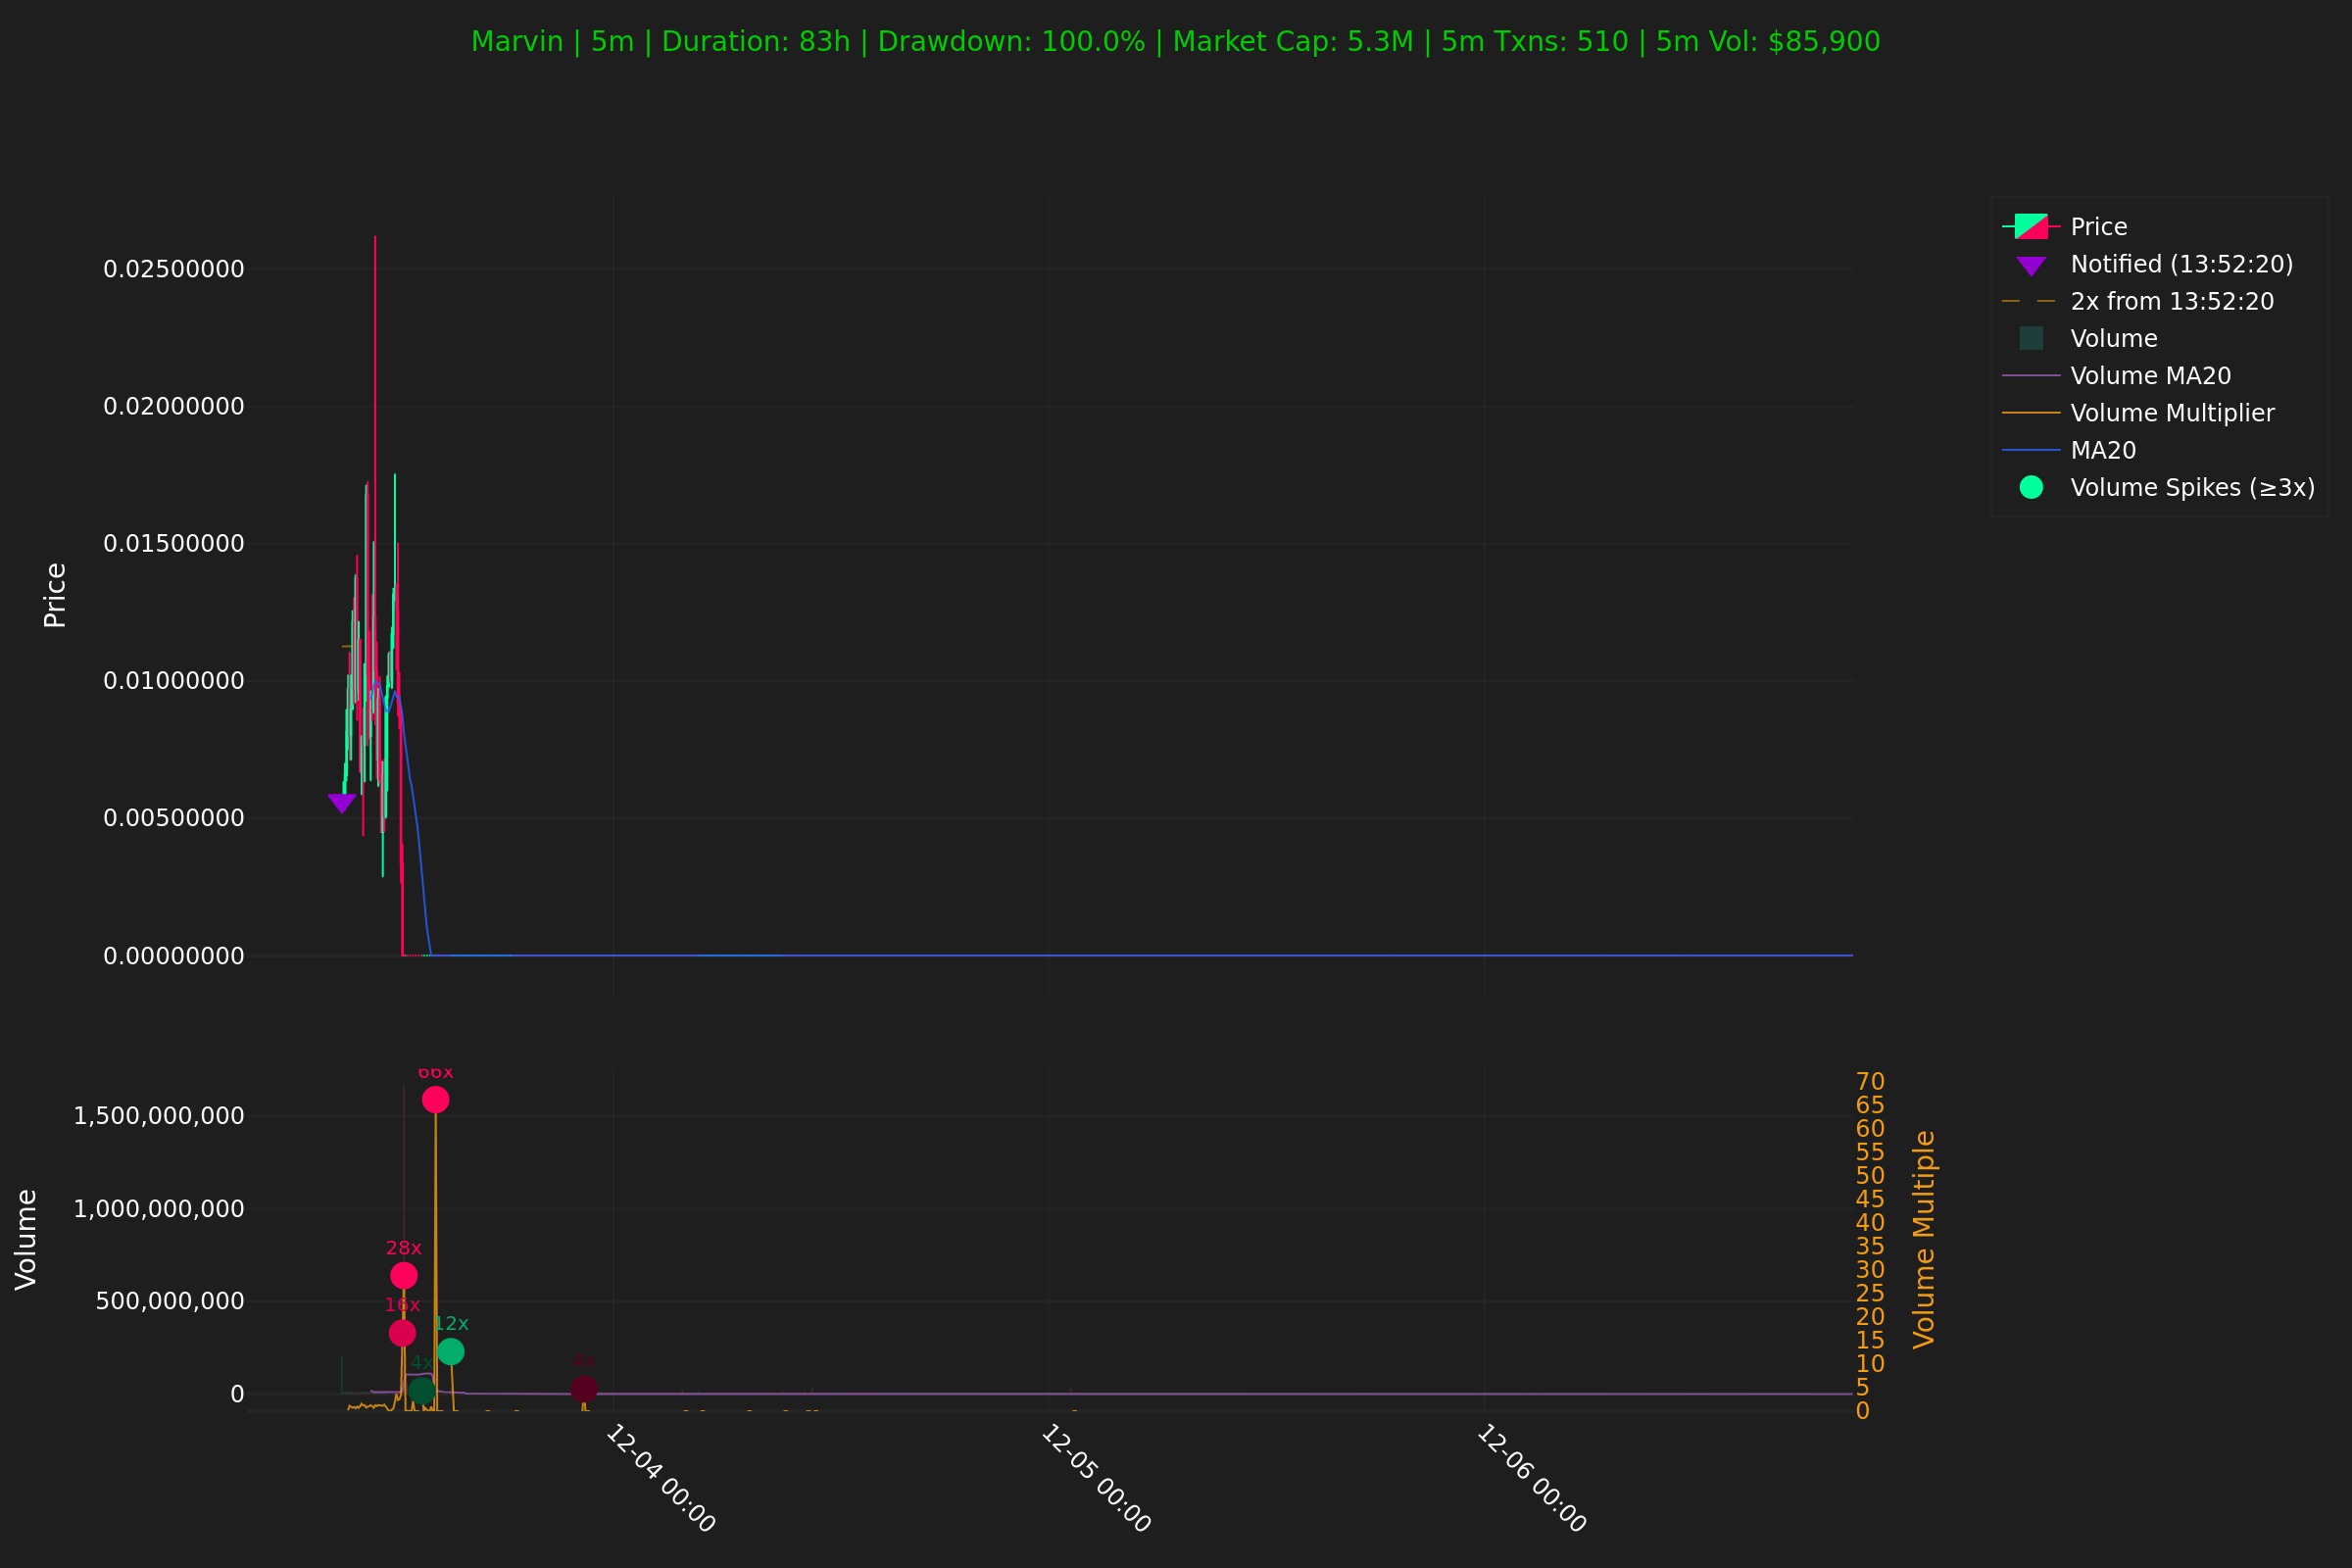 Marvin | 5m | Duration: 83h | Drawdown: 100.0% | Market Cap: 5.3M | 5m Txns: 510 | 5m Vol: $85,900
Price
0.02500000
0.02000000
0.01500000
0.01000000
0.00500000
0.00000000
Price
Notified (13:52:20)
2x from 13:52:20
Volume
Volume MA20
Volume Multiplier
MA20
Volume Spikes (≥3x)
Volume
1,500,000,000
1,000,000,000
500,000,000
0
66x
28x
16x
12x
4x
4x
70
65
60
55
50
45
40
35
30
25
20
15
10
5
0
Volume Multiple
12-04 00:00
12-05 00:00
12-06 00:00